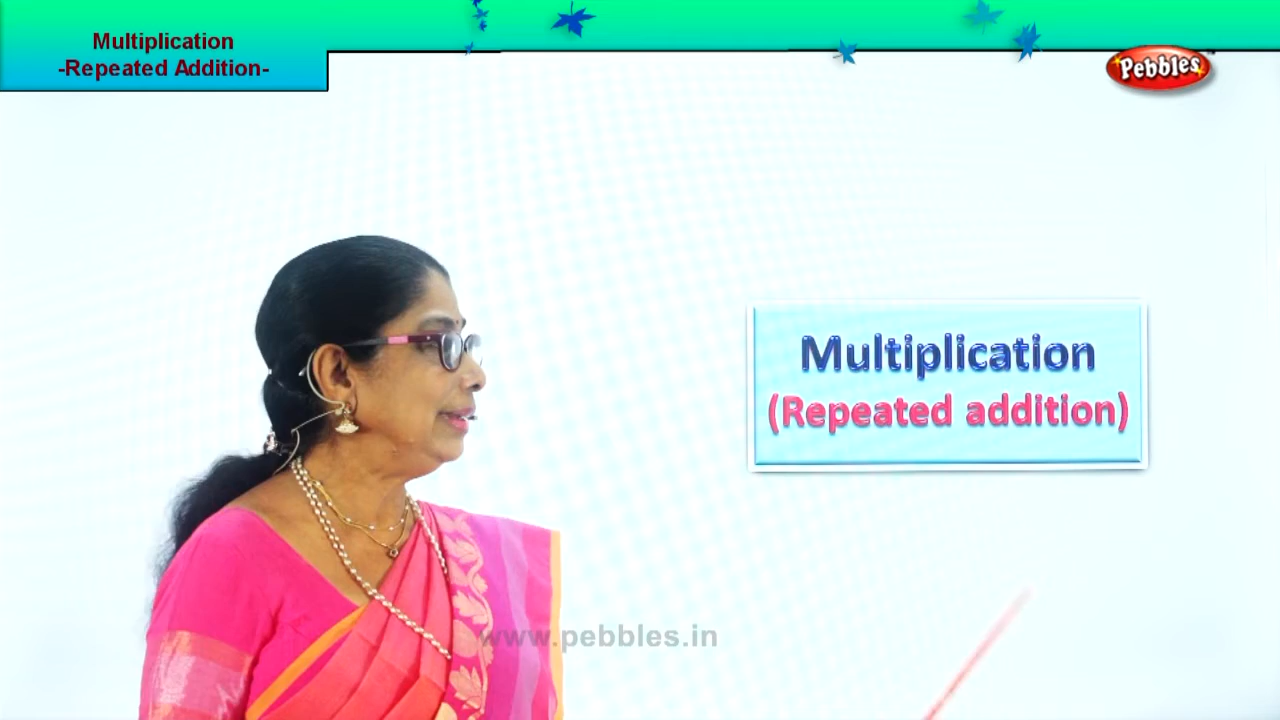 Multiplication
-Repeated Addition-
Pebbles
Multiplication
(Repeated addition)
www.pebbles.in